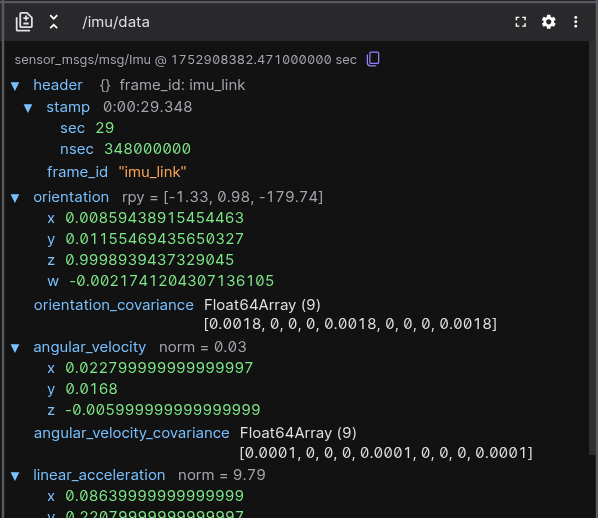 /imu/data
sensor_msgs/msg/Imu @ 1752908382.471000000 sec
header {} frame_id: imu_link
stamp 0:00:29.348
sec 29
nsec 348000000
frame_id "imu_link"
orientation rpy = [-1.33, 0.98, -179.74]
x 0.00859438915454463
y 0.01155469435650327
z 0.9998939437329045
w -0.0021741204307136105
orientation_covariance Float64Array (9)
[0.0018, 0, 0, 0, 0.0018, 0, 0, 0, 0.0018]
angular_velocity norm = 0.03
x 0.022799999999999997
y 0.0168
z -0.005999999999999999
angular_velocity_covariance Float64Array (9)
[0.0001, 0, 0, 0, 0.0001, 0, 0, 0, 0.0001]
linear_acceleration norm = 9.79
x 0.08639999999999999
y 0.220799999999999997